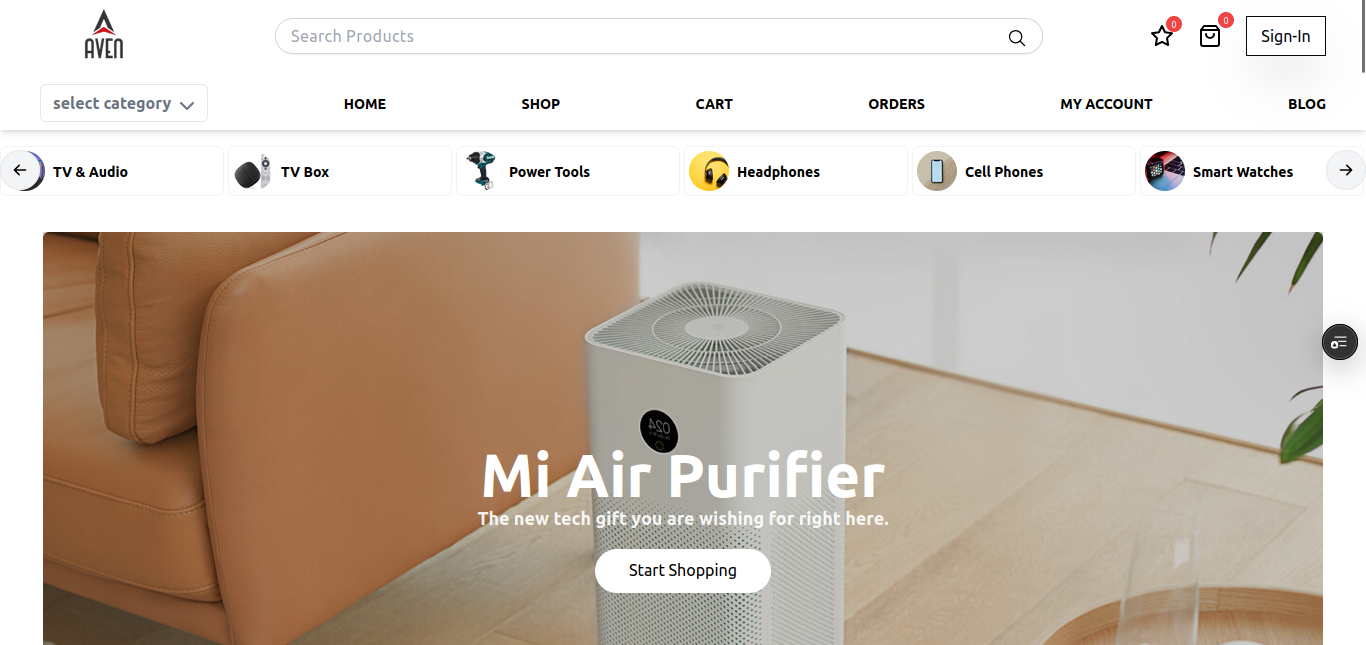 AVEN
Search Products
0
0
Sign-In
select category
HOME
SHOP
CART
ORDERS
MY ACCOUNT
BLOG
TV & Audio
TV Box
Power Tools
Headphones
Cell Phones
Smart Watches
024
Mi Air Purifier
The new tech gift you are wishing for right here.
Start Shopping